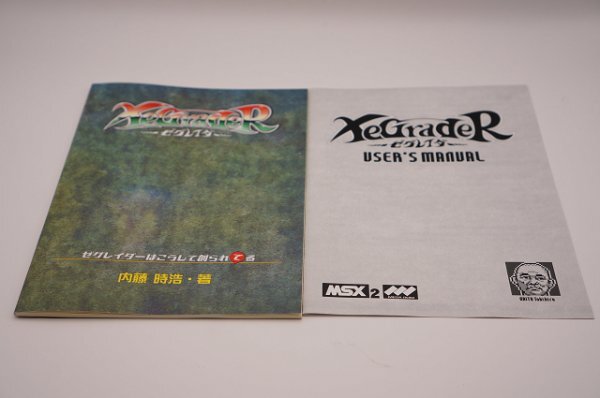 XeGradeR
ゼグレイダー
ゼグレイダーはこうして創られてる
内藤 時浩・著
XeGradeR
ゼグレイダー
USER'S MANUAL
MSX 2
NAITO Tokihiro